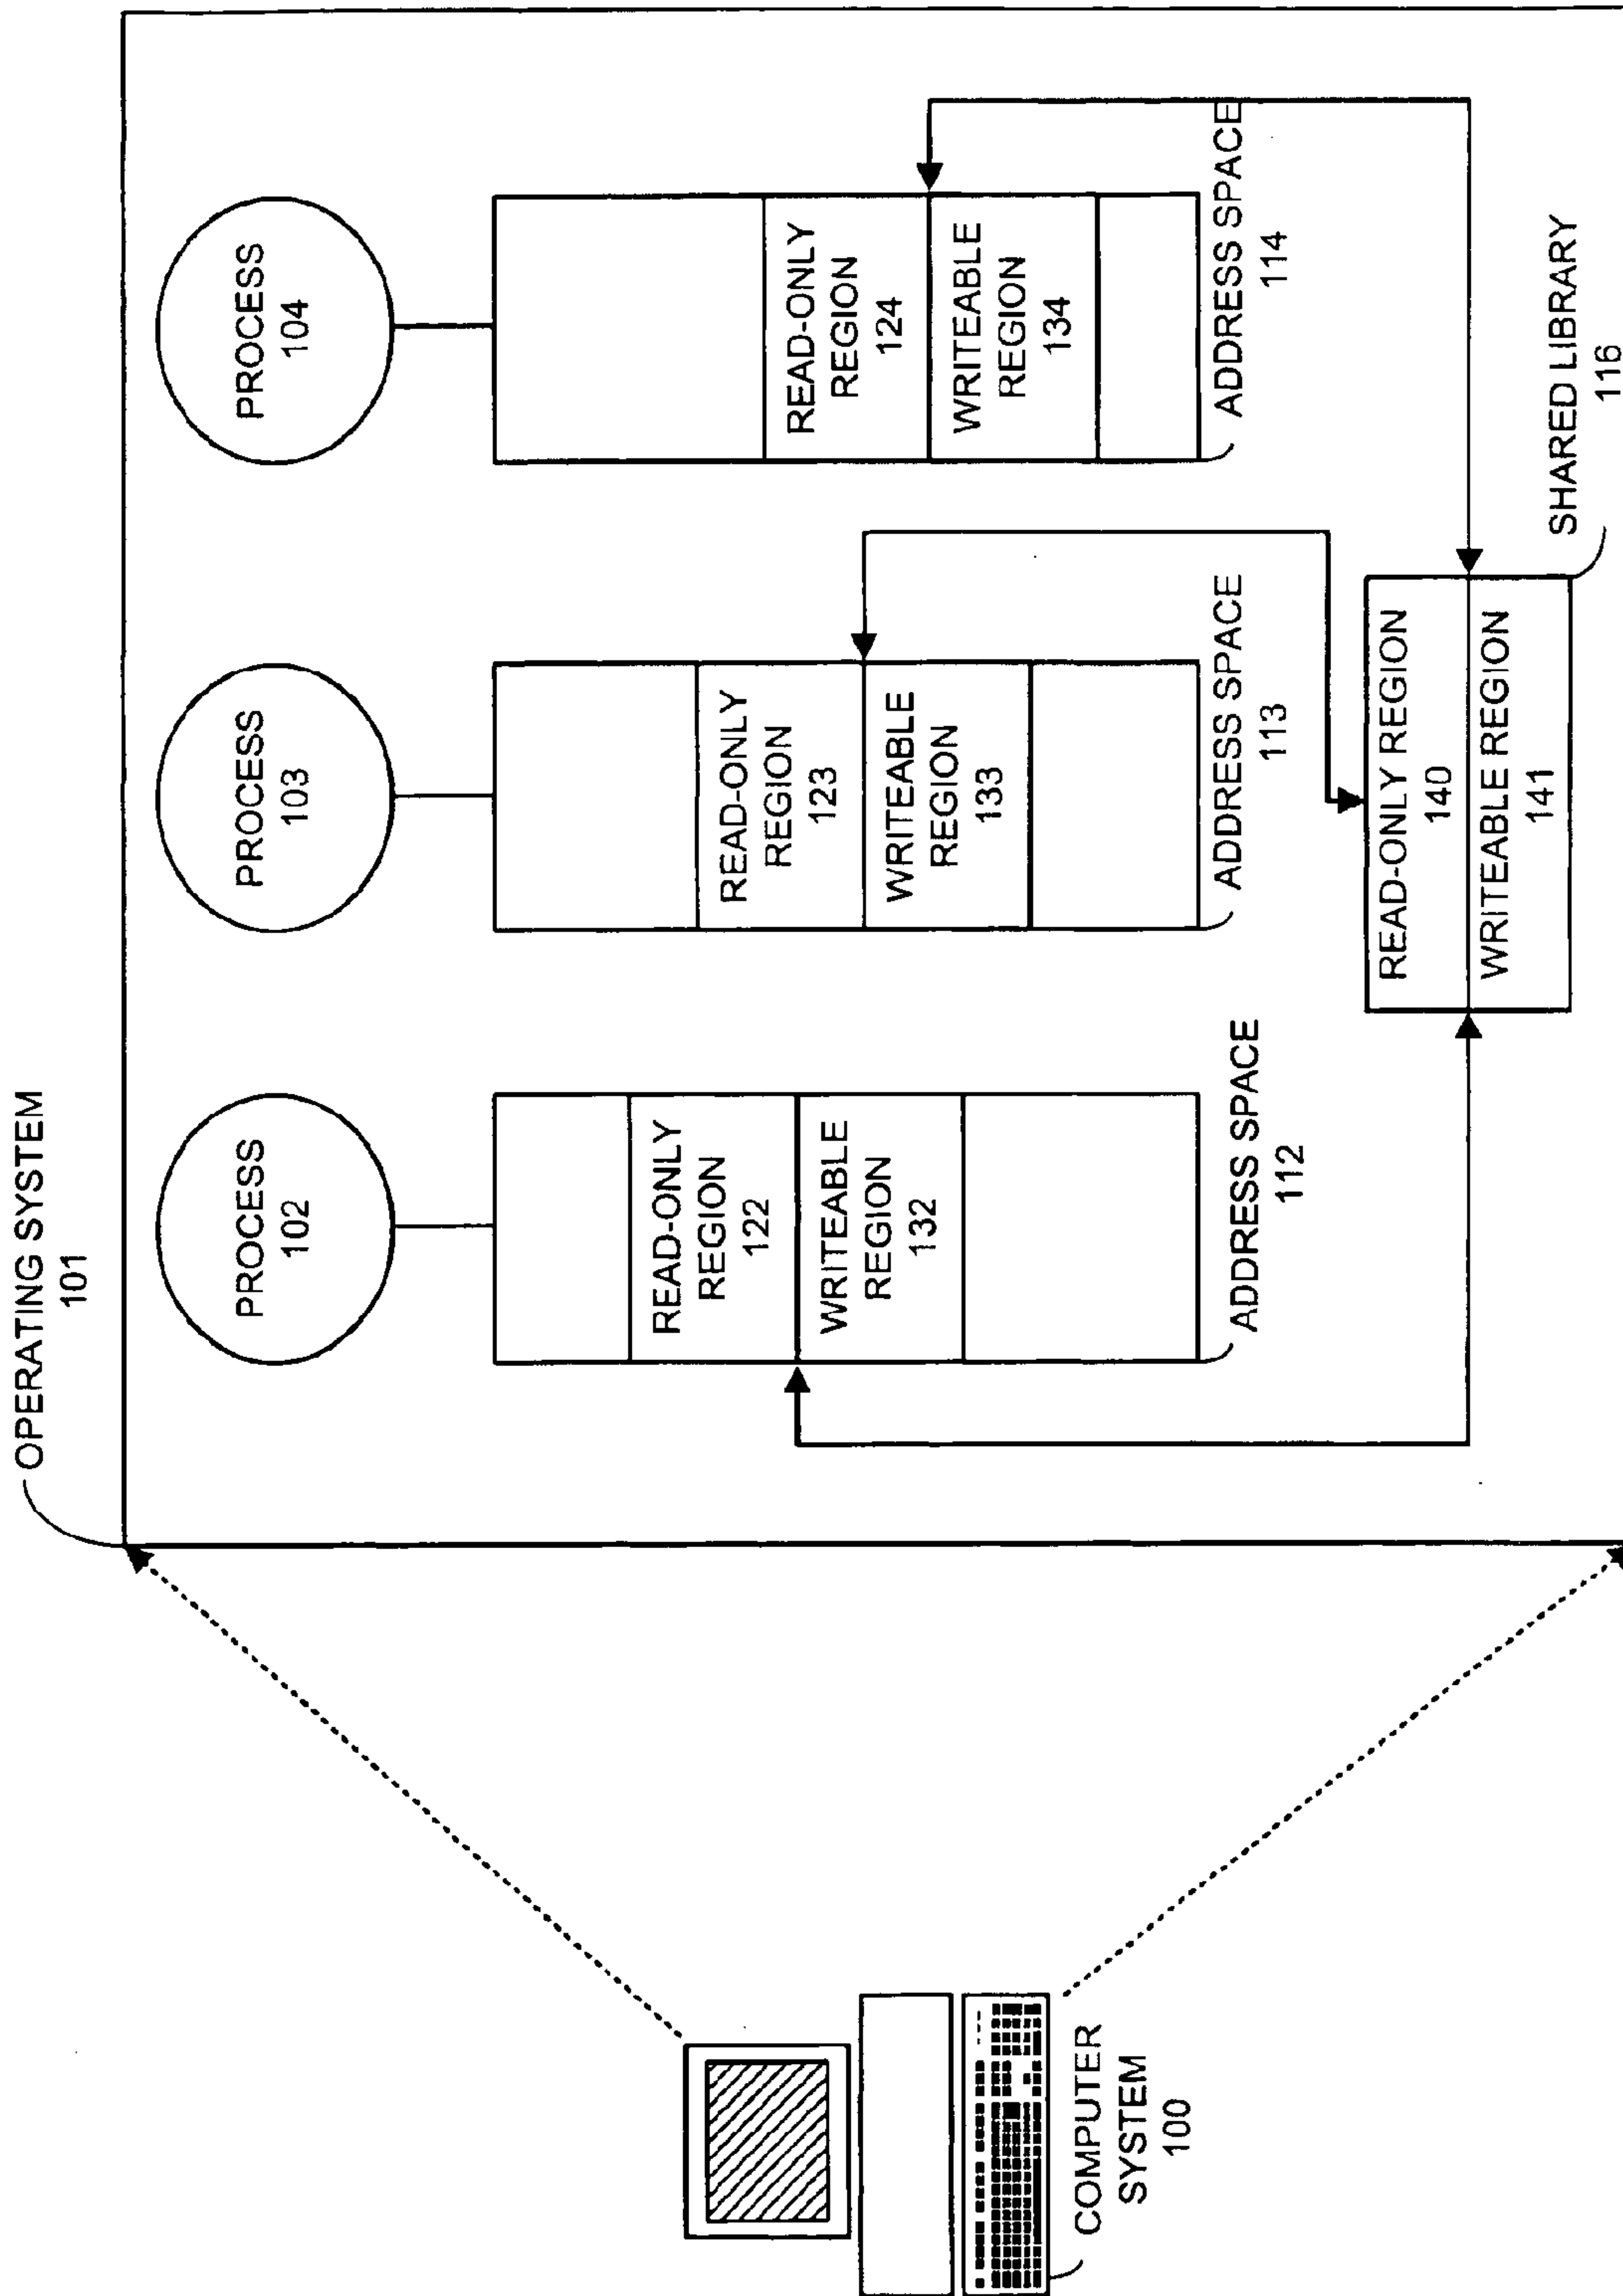 OPERATING SYSTEM
101
PROCESS
102
PROCESS
103
PROCESS
104
READ-ONLY
REGION
122
WRITEABLE
REGION
132
ADDRESS SPACE
112
READ-ONLY
REGION
123
WRITEABLE
REGION
133
ADDRESS SPACE
113
READ-ONLY
REGION
124
WRITEABLE
REGION
134
ADDRESS SPACE
114
READ-ONLY REGION
140
WRITEABLE REGION
141
SHARED LIBRARY
116
COMPUTER
SYSTEM
100